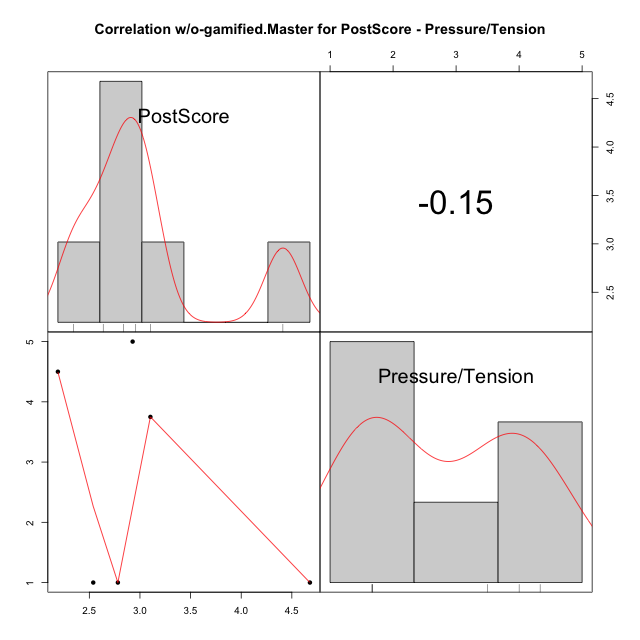 Correlation w/o-gamified.Master for PostScore - Pressure/Tension
1 2 3 4 5
PostScore
-0.15
4.5
4.0
3.5
3.0
2.5
5
4
3
2
1
Pressure/Tension
2.5 3.0 3.5 4.0 4.5